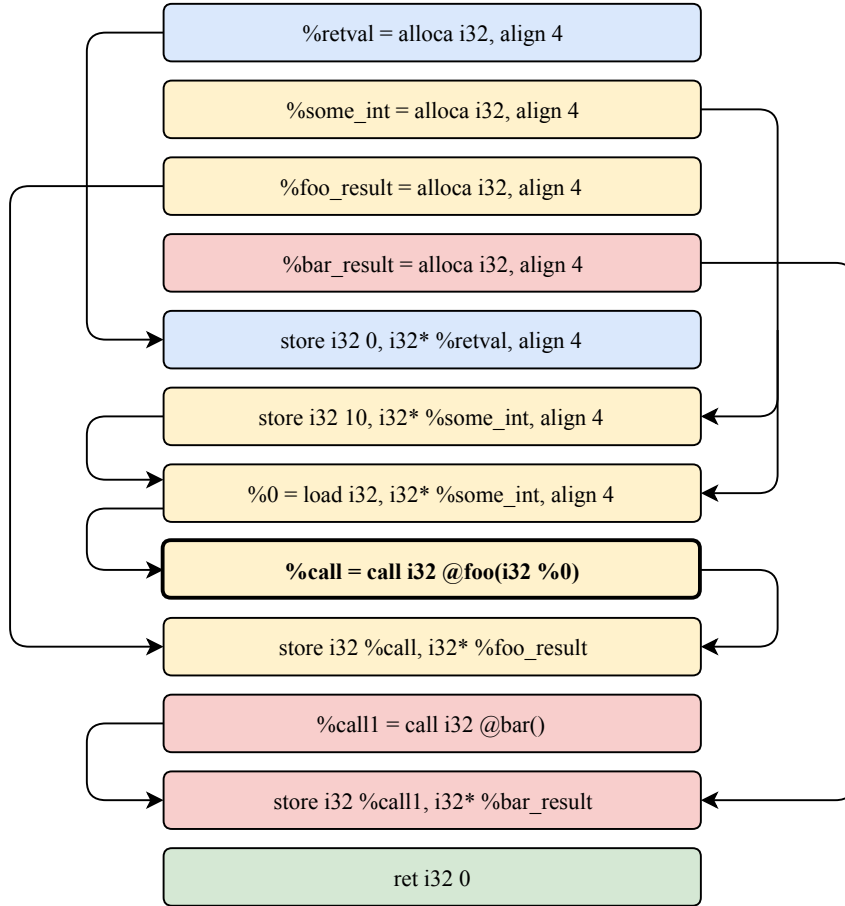 %retval = alloca i32, align 4
%some_int = alloca i32, align 4
%foo_result = alloca i32, align 4
%bar_result = alloca i32, align 4
store i32 0, i32* %retval, align 4
store i32 10, i32* %some_int, align 4
%0 = load i32, i32* %some_int, align 4
%call = call i32 @foo(i32 %0)
store i32 %call, i32* %foo_result
%call1 = call i32 @bar()
store i32 %call1, i32* %bar_result
ret i32 0